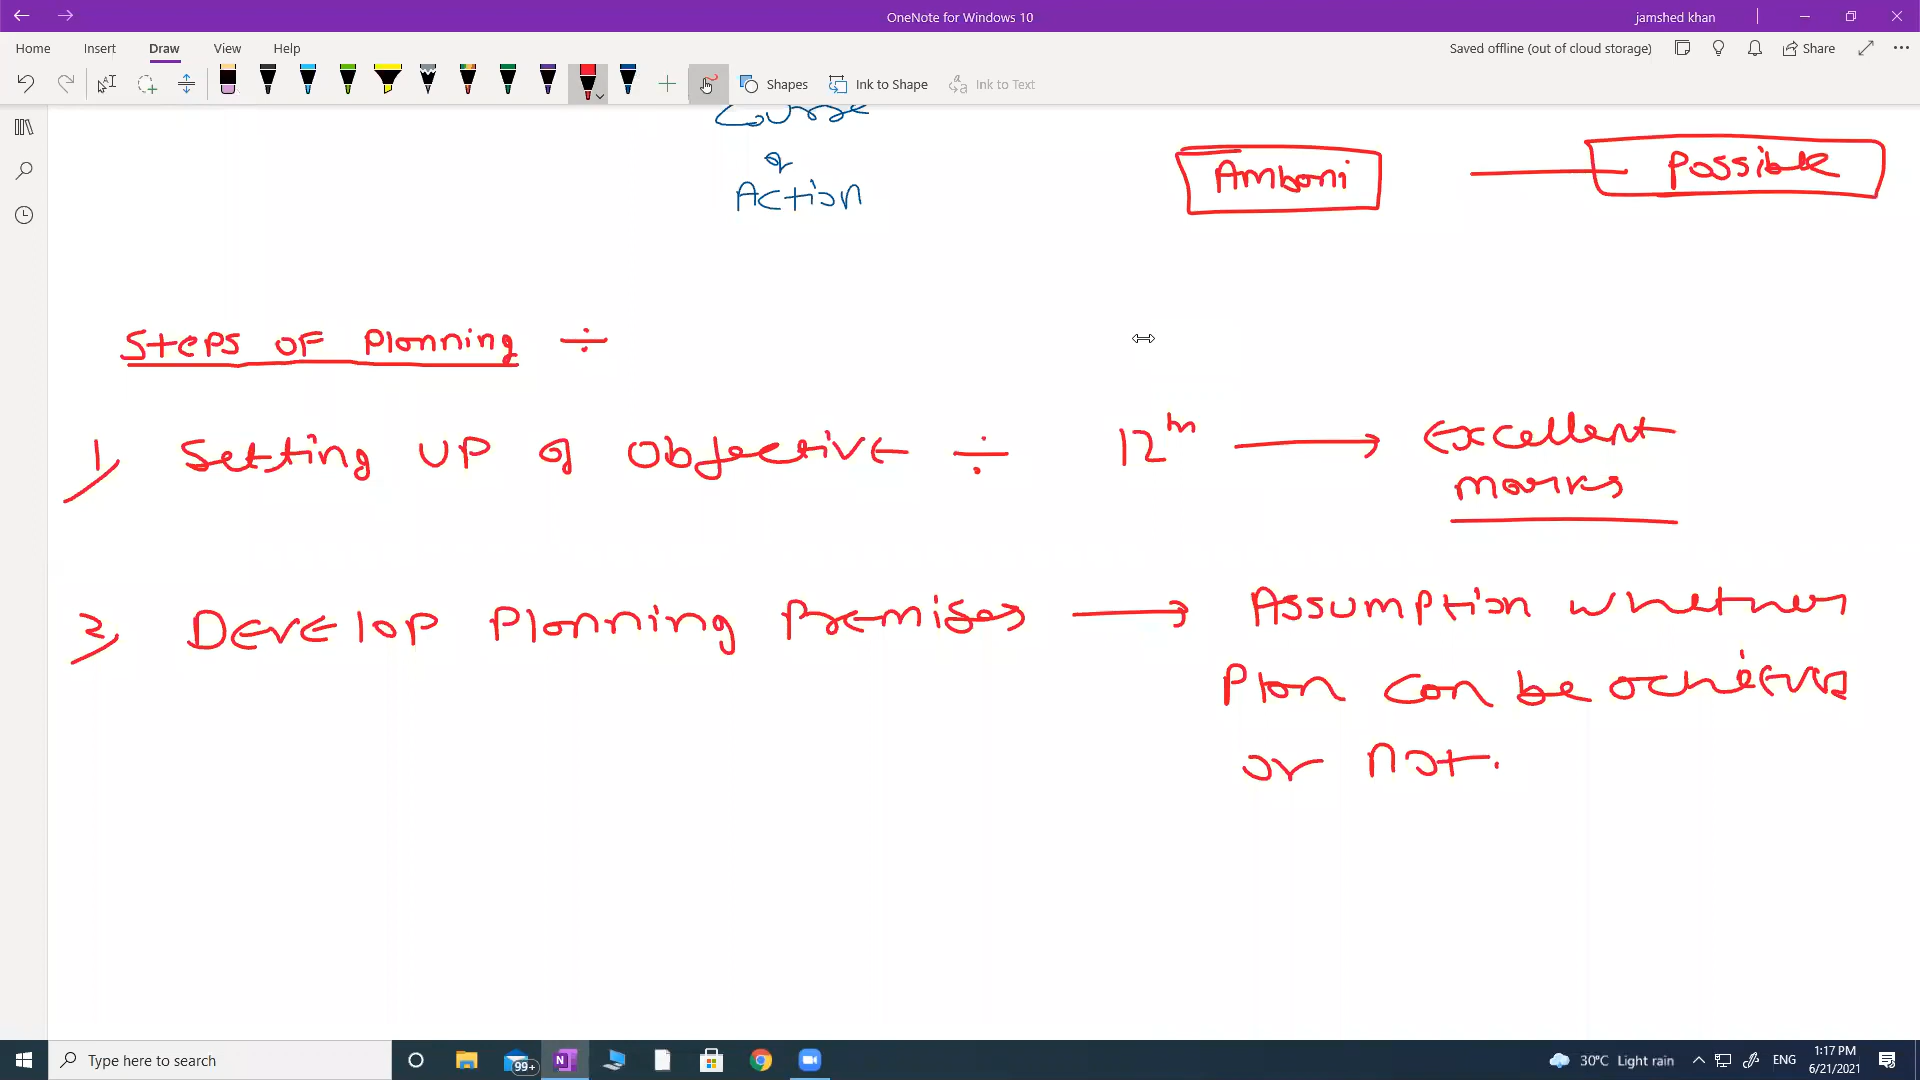 OneNote for Windows 10
jamshed khan
Home Insert Draw View Help
Saved offline (out of cloud storage) Share
Shapes Ink to Shape Ink to Text
Course
of
Action
Ambani
Possible
Steps of Planning ÷
1, Setting up of objective ÷ 12th → Excellent
marks
2, Develop Planning Premises → Assumption whether
Plan can be achieved
or not.
Type here to search
99+
30°C Light rain
ENG
1:17 PM
6/21/2021